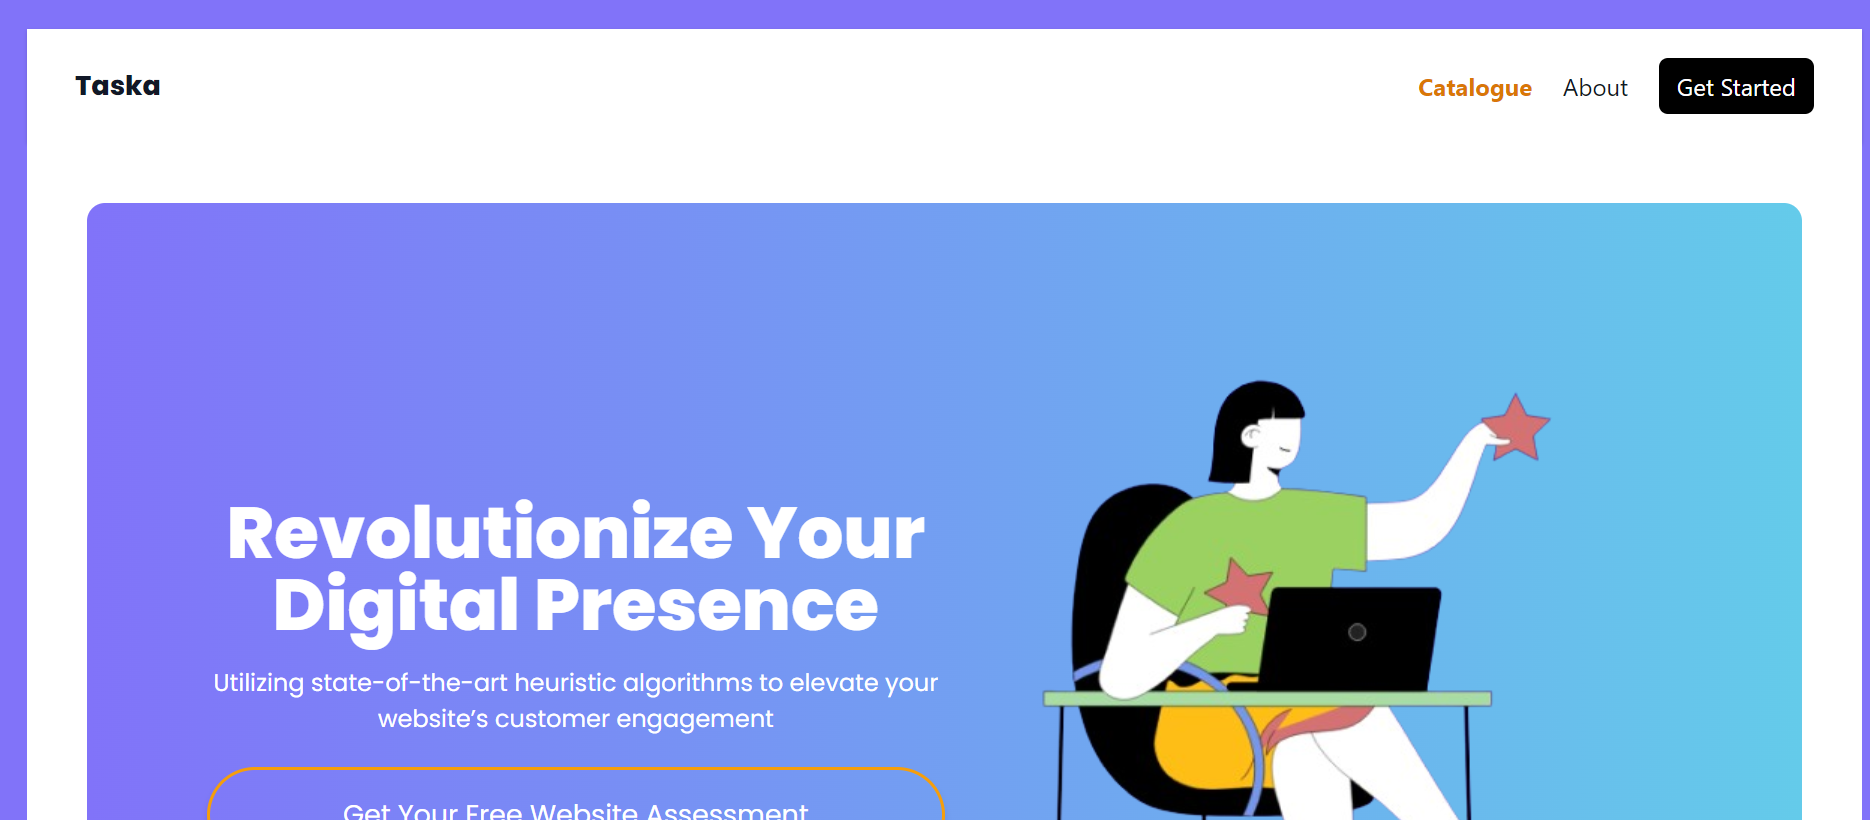 Taska
Catalogue
About
Get Started
Revolutionize Your
Digital Presence
Utilizing state-of-the-art heuristic algorithms to elevate your
website’s customer engagement
Get Your Free Website Assessment